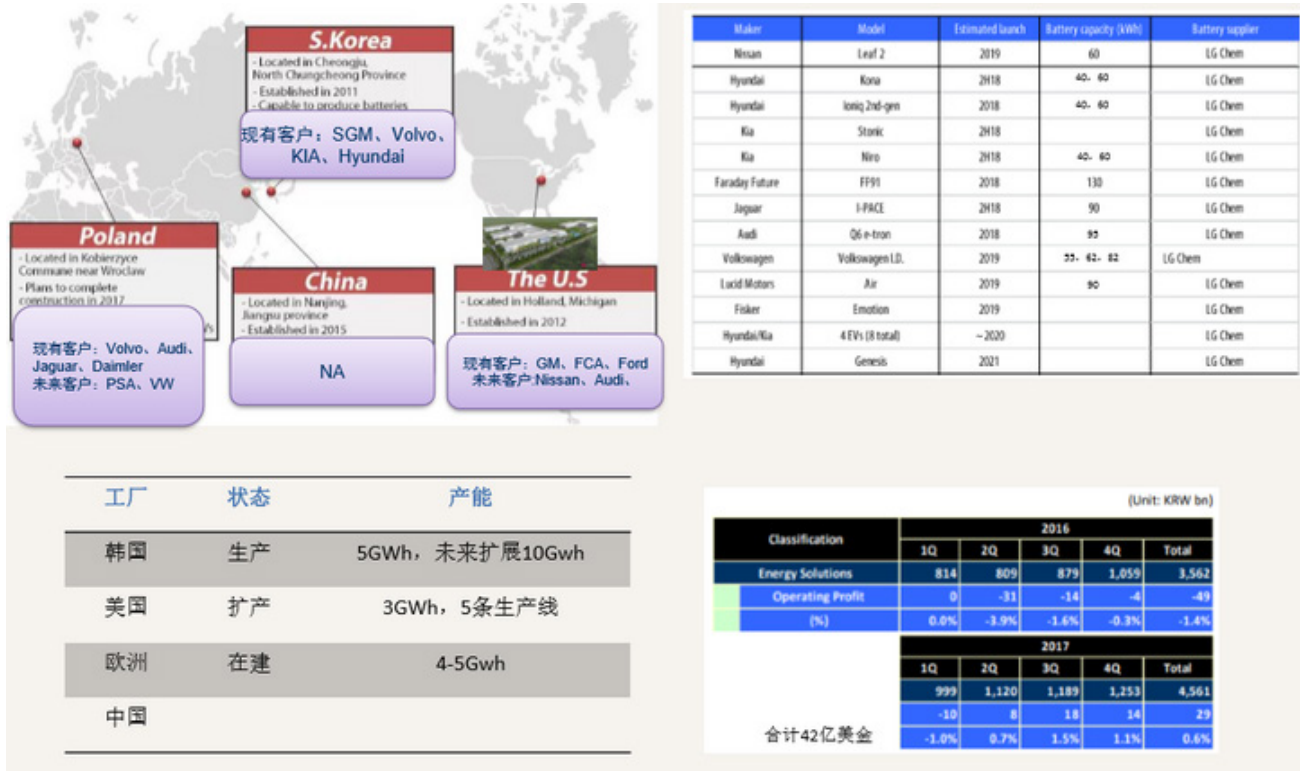 S.Korea
- Located in Cheongju,
North Chungcheong Province
- Established in 2011
- Capable to produce batteries
现有客户：SGM、Volvo、
KIA、Hyundai
Poland
- Located in Kobierzyce
Commune near Wroclaw
- Plans to complete
construction in 2017
现有客户：Volvo、Audi、
Jaguar、Daimler
未来客户：PSA、VW
China
- Located in Nanjing,
Jiangsu province
- Established in 2015
NA
The U.S
- Located in Holland, Michigan
- Established in 2012
现有客户：GM、FCA、Ford
未来客户:Nissan、Audi、
Maker Model Estimated launch Battery capacity (kWh) Battery supplier
Nissan Leaf 2 2019 60 LG Chem
Hyundai Kona 2H18 40、60 LG Chem
Hyundai Ioniq 2nd-gen 2018 40、60 LG Chem
Kia Stonic 2H18 LG Chem
Kia Niro 2H18 40、60 LG Chem
Faraday Future FF91 2018 130 LG Chem
Jaguar I-PACE 2H18 90 LG Chem
Audi Q6 e-tron 2018 95 LG Chem
Volkswagen Volkswagen I.D. 2019 LG Chem
Lucid Motors Air 2019 90 LG Chem
Fisker Emotion 2019 LG Chem
Hyundai/Kia 4 EVs (8 total) ~2020 LG Chem
Hyundai Genesis 2021 LG Chem
工厂 状态 产能
韩国 生产 5GWh，未来扩展10Gwh
美国 扩产 3GWh，5条生产线
欧洲 在建 4-5Gwh
中国
(Unit: KRW bn)
Classification 2016
1Q 2Q 3Q 4Q Total
Energy Solutions 814 809 879 1,059 3,562
Operating Profit 0 -31 -14 -4 -49
(%) 0.0% -3.9% -1.6% -0.3% -1.4%
2017
1Q 2Q 3Q 4Q Total
999 1,120 1,189 1,253 4,561
-10 8 18 14 29
-1.0% 0.7% 1.5% 1.1% 0.6%
合计42亿美金